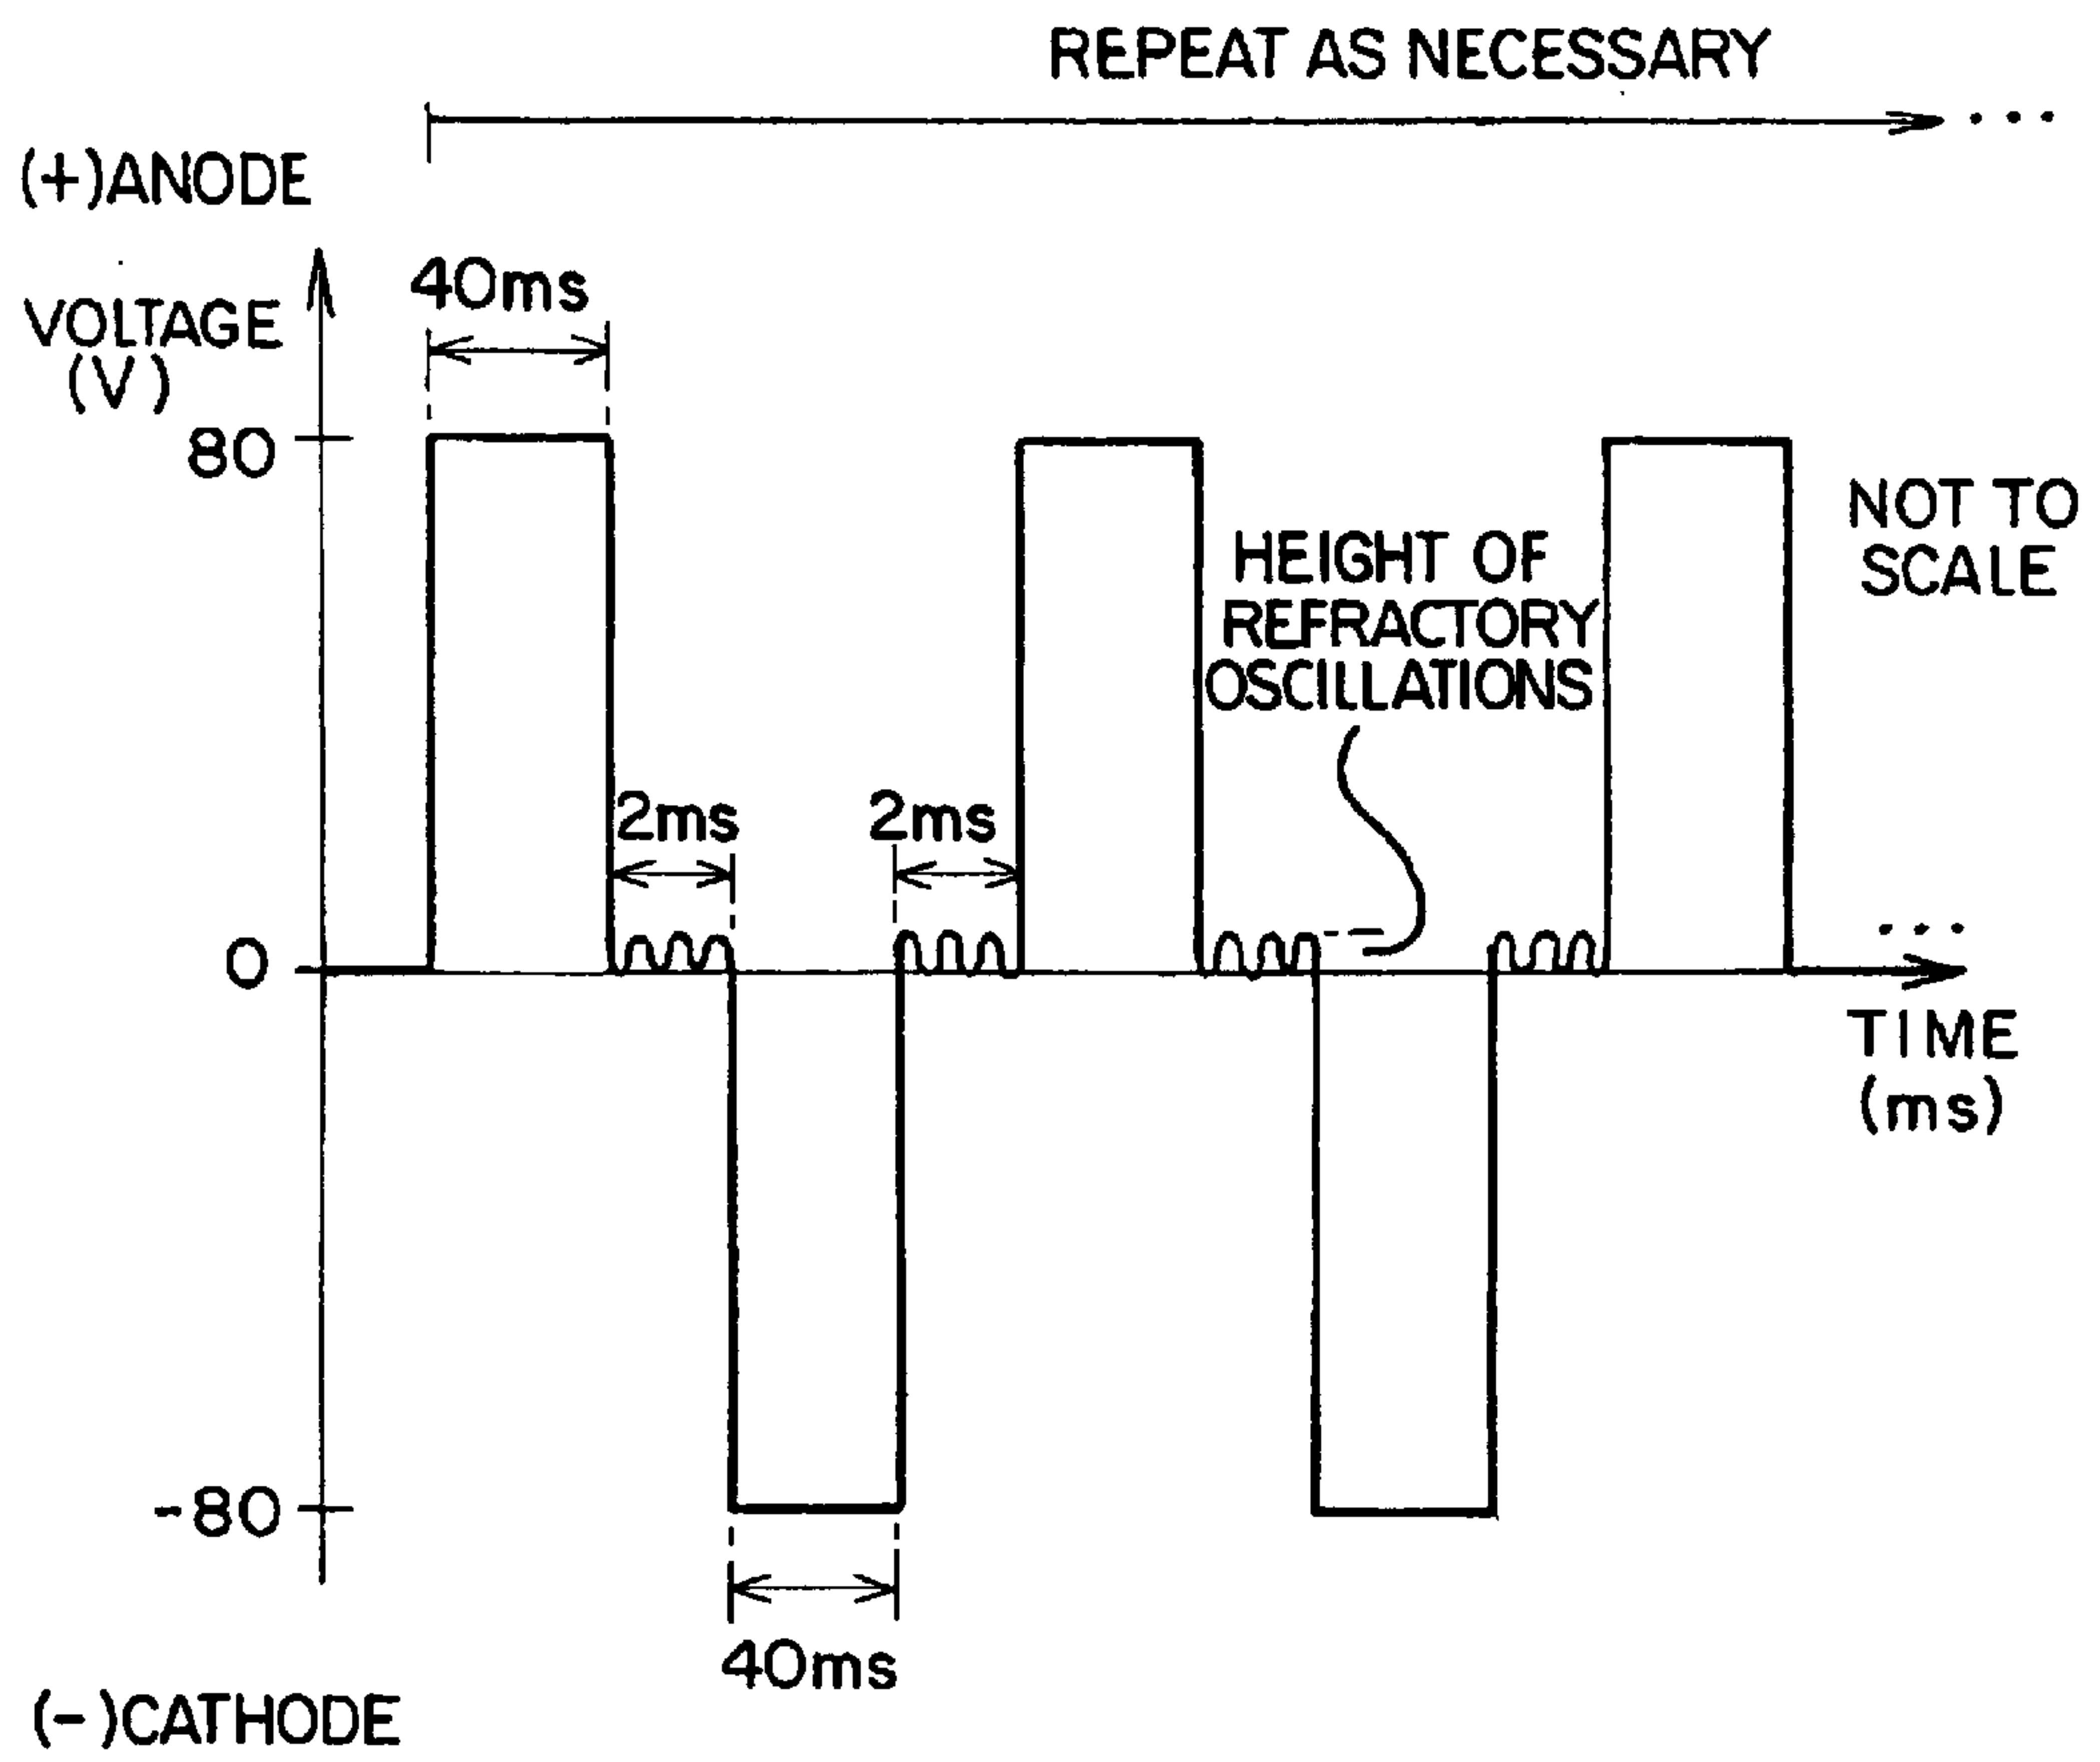 REPEAT AS NECESSARY
(+)ANODE
VOLTAGE
(V)
40ms
80
NOT TO
SCALE
HEIGHT OF
REFRACTORY
OSCILLATIONS
2ms
2ms
0
TIME
(ms)
-80
40ms
(-)CATHODE